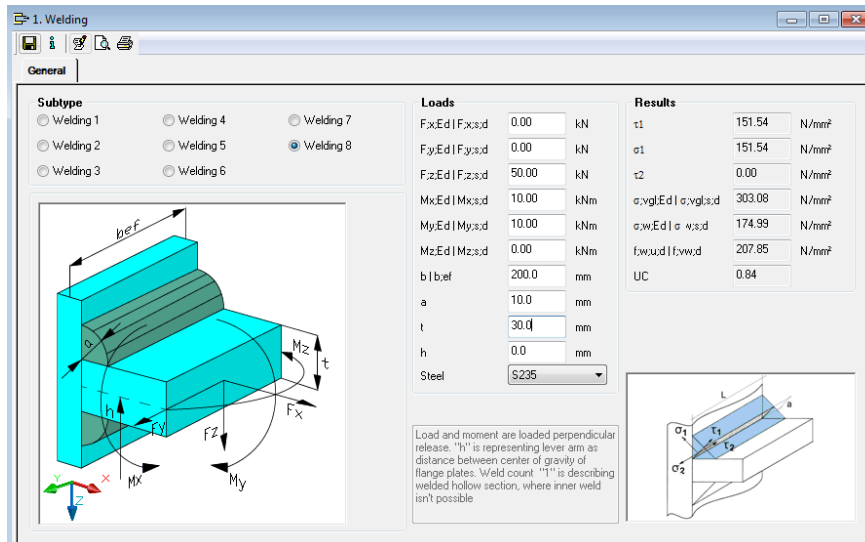 1. Welding
General
Subtype
Welding 1
Welding 4
Welding 7
Welding 2
Welding 5
Welding 8
Welding 3
Welding 6
bef
a
Mz
t
h
Fy
Fx
Fz
Mx
My
Y
X
Z
Loads
F;x;Ed | F;x;s;d 0.00 kN
F;y;Ed | F;y;s;d 0.00 kN
F;z;Ed | F;z;s;d 50.00 kN
Mx;Ed | Mx;s;d 10.00 kNm
My;Ed | My;s;d 10.00 kNm
Mz;Ed | Mz;s;d 0.00 kNm
b | b;ef 200.0 mm
a 10.0 mm
t 30.0 mm
h 0.0 mm
Steel S235
Load and moment are loaded perpendicular
release. "h" is representing lever arm as
distance between center of gravity of
flange plates. Weld count "1" is describing
welded hollow section, where inner weld
isn't possible
Results
τ1 151.54 N/mm²
σ1 151.54 N/mm²
τ2 0.00 N/mm²
σ;vgl;Ed | σ;vgl;s;d 303.08 N/mm²
σ;w;Ed | σ w;s;d 174.99 N/mm²
f;w;u;d | f;vw;d 207.85 N/mm²
UC 0.84
L
a
σ1
τ1
τ2
σ2